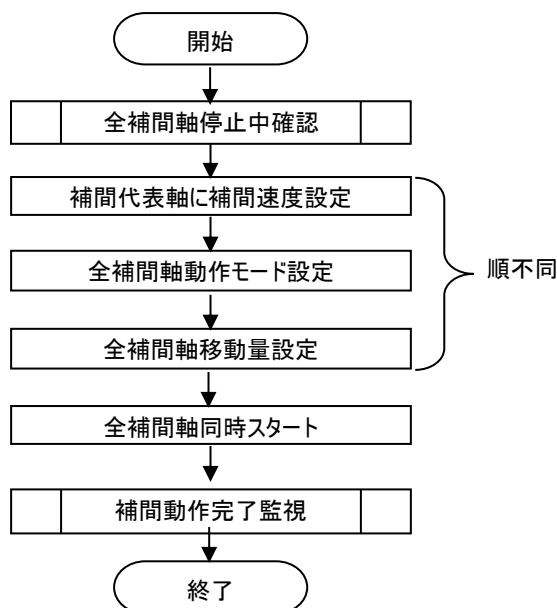 開始
全補間軸停止中確認
補間代表軸に補間速度設定
全補間軸動作モード設定
順不同
全補間軸移動量設定
全補間軸同時スタート
補間動作完了監視
終了